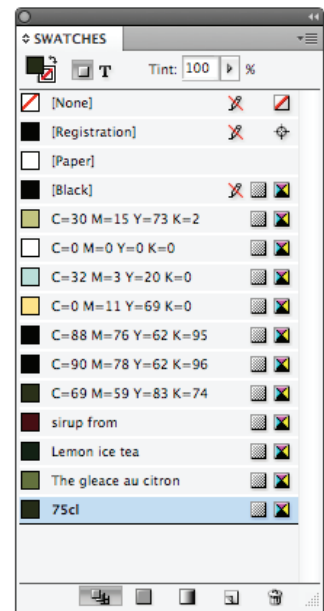 SWATCHES
T Tint: 100 %
[None]
[Registration]
[Paper]
[Black]
C=30 M=15 Y=73 K=2
C=0 M=0 Y=0 K=0
C=32 M=3 Y=20 K=0
C=0 M=11 Y=69 K=0
C=88 M=76 Y=62 K=95
C=90 M=78 Y=62 K=96
C=69 M=59 Y=83 K=74
sirup from
Lemon ice tea
The gleace au citron
75cl